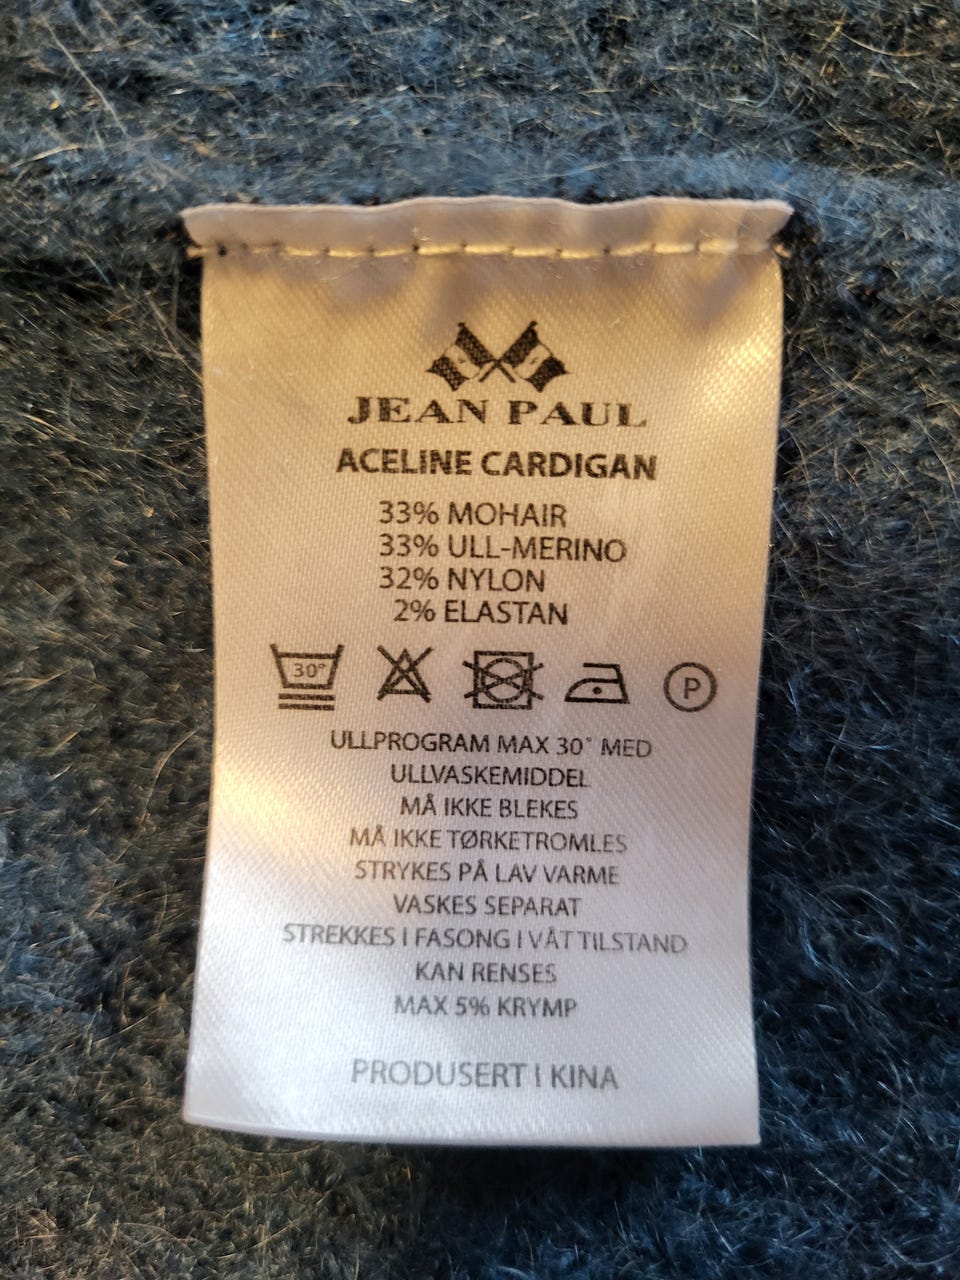 JEAN PAUL
ACELINE CARDIGAN
33% MOHAIR
33% ULL-MERINO
32% NYLON
2% ELASTAN
30°
P
ULLPROGRAM MAX 30° MED
ULLVASKEMIDDEL
MÅ IKKE BLEKES
MÅ IKKE TØRKETROMLES
STRYKES PÅ LAV VARME
VASKES SEPARAT
STREKKES I FASONG I VÅT TILSTAND
KAN RENSES
MAX 5% KRYMP
PRODUSERT I KINA